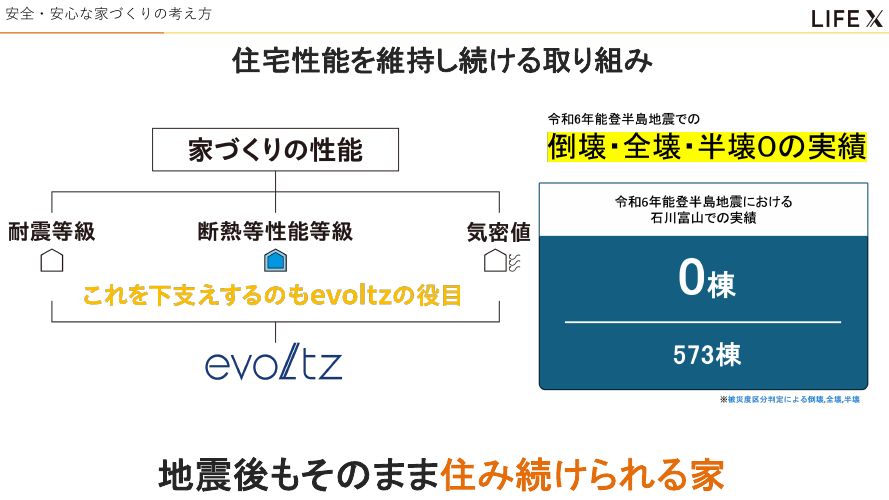 安全・安心な家づくりの考え方
LIFE X
住宅性能を維持し続ける取り組み
家づくりの性能
耐震等級
断熱等性能等級
気密値
これを下支えするのもevoltzの役目
evoltz
令和6年能登半島地震での
倒壊・全壊・半壊0の実績
令和6年能登半島地震における
石川富山での実績
0棟
573棟
※被災度区分判定による倒壊,全壊,半壊
地震後もそのまま住み続けられる家